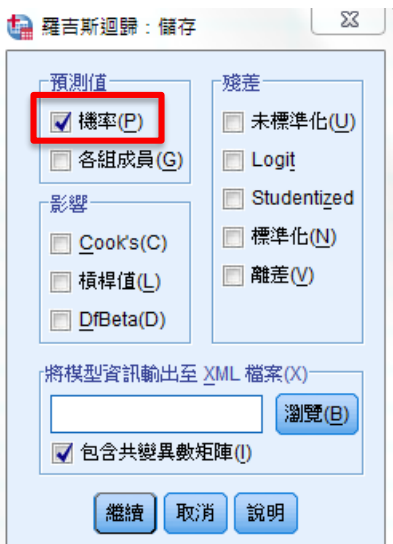 羅吉斯迴歸：儲存
預測值
機率(P)
各組成員(G)
影響
Cook's(C)
槓桿值(L)
DfBeta(D)
殘差
未標準化(U)
Logit
Studentized
標準化(N)
離差(V)
將模型資訊輸出至 XML 檔案(X)
瀏覽(B)
包含共變異數矩陣(I)
繼續 取消 說明